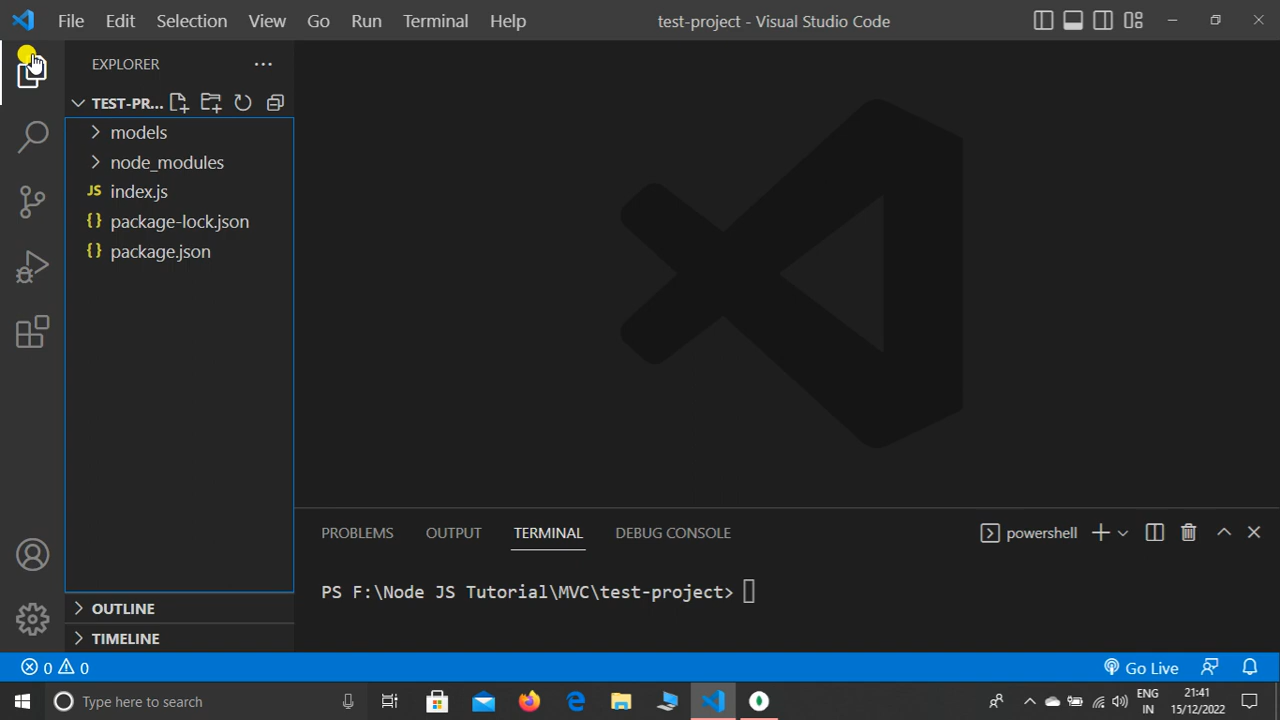 File Edit Selection View Go Run Terminal Help
test-project - Visual Studio Code
EXPLORER
TEST-PR...
models
node_modules
JS index.js
{} package-lock.json
{} package.json
OUTLINE
TIMELINE
PROBLEMS OUTPUT TERMINAL DEBUG CONSOLE
powershell
PS F:\Node JS Tutorial\MVC\test-project>
0 0
Go Live
Type here to search
ENG
IN
21:41
15/12/2022